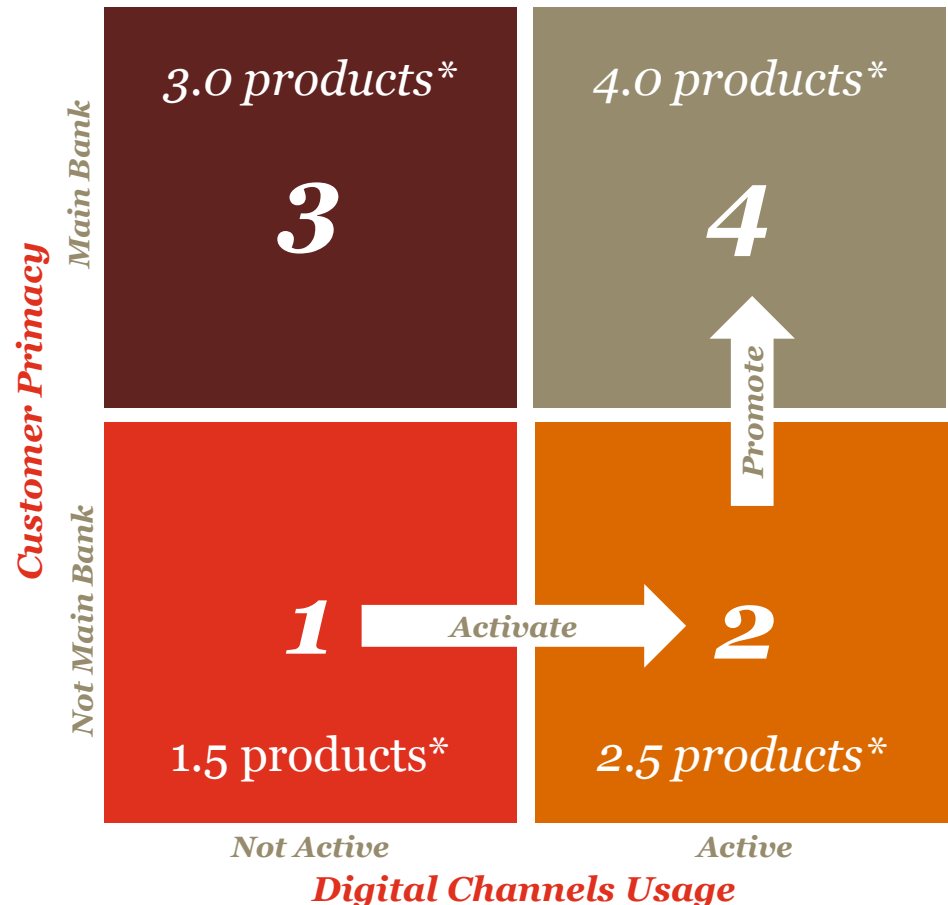 Customer Primacy
Main Bank
3.0 products*
3
4.0 products*
4
Promote
Not Main Bank
1
Activate
2
1.5 products*
2.5 products*
Not Active
Active
Digital Channels Usage